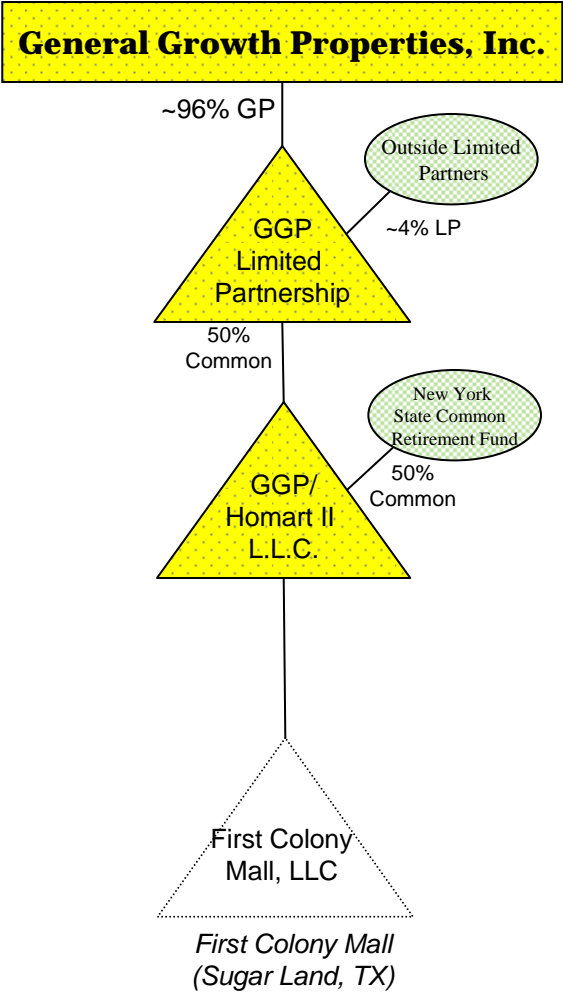 General Growth Properties, Inc.
~96% GP
Outside Limited
Partners
~4% LP
GGP
Limited
Partnership
50%
Common
New York
State Common
Retirement Fund
50%
Common
GGP/
Homart II
L.L.C.
First Colony
Mall, LLC
First Colony Mall
(Sugar Land, TX)